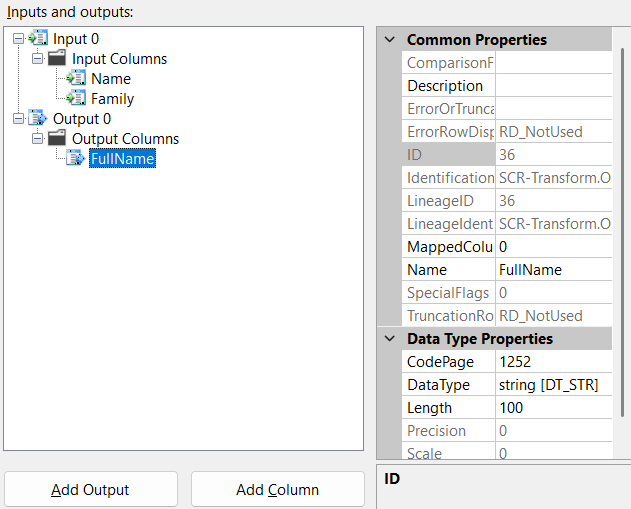 Inputs and outputs:
Input 0
Input Columns
Name
Family
Output 0
Output Columns
FullName
Add Output
Add Column
Common Properties
ComparisonF
Description
ErrorOrTrunca
ErrorRowDisp RD_NotUsed
ID 36
Identification SCR-Transform.O
LineageID 36
LineageIdent SCR-Transform.O
MappedColu 0
Name FullName
SpecialFlags 0
TruncationRo RD_NotUsed
Data Type Properties
CodePage 1252
DataType string [DT_STR]
Length 100
Precision 0
Scale 0
ID